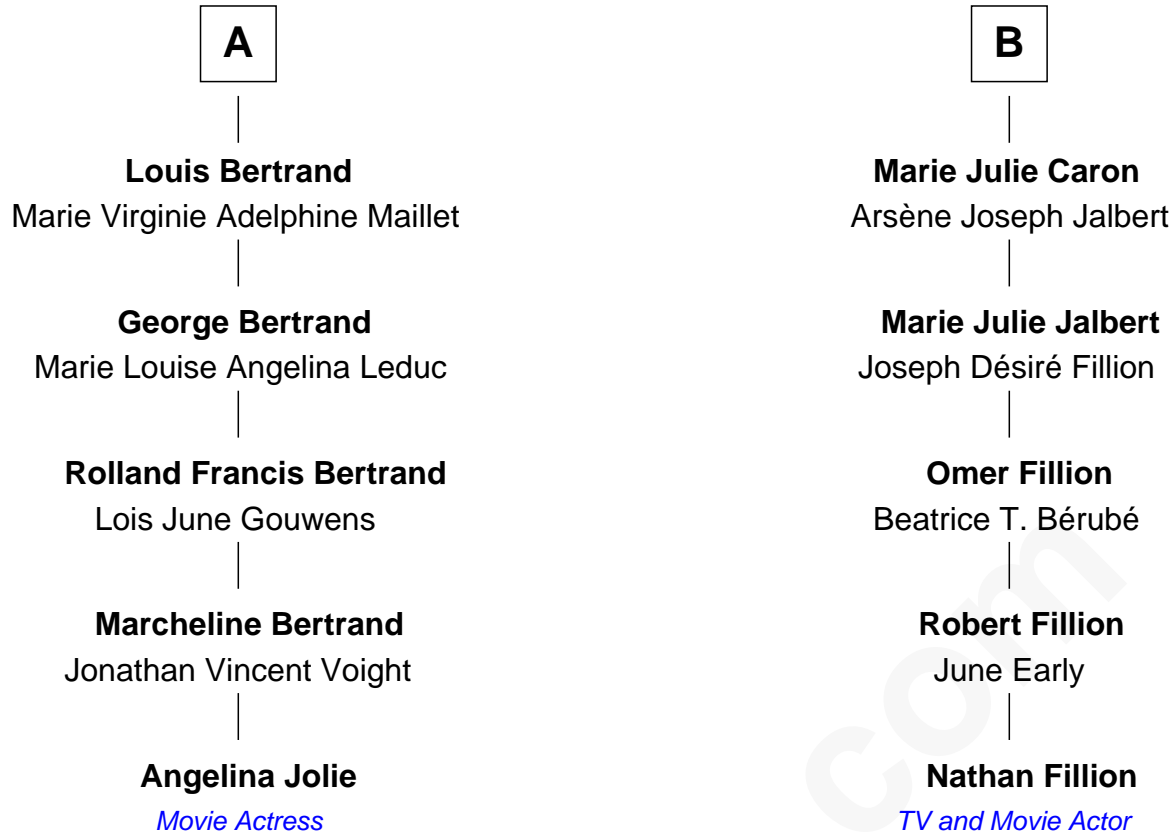 A
Louis Bertrand
Marie Virginie Adelphine Maillet
George Bertrand
Marie Louise Angelina Leduc
Rolland Francis Bertrand
Lois June Gouwens
Marcheline Bertrand
Jonathan Vincent Voight
Angelina Jolie
Movie Actress
B
Marie Julie Caron
Arsène Joseph Jalbert
Marie Julie Jalbert
Joseph Désiré Fillion
Omer Fillion
Beatrice T. Bérubé
Robert Fillion
June Early
Nathan Fillion
TV and Movie Actor
com